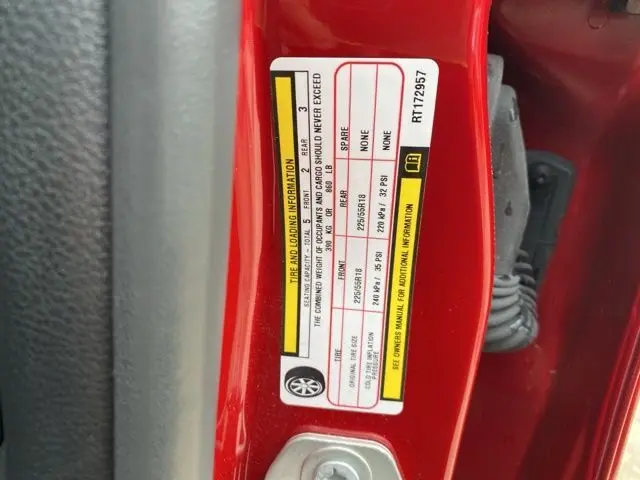 TIRE AND LOADING INFORMATION
SEATING CAPACITY - TOTAL 5 FRONT 2 REAR 3
THE COMBINED WEIGHT OF OCCUPANTS AND CARGO SHOULD NEVER EXCEED
390 KG OR 860 LB
TIRE FRONT REAR SPARE
ORIGINAL TIRE SIZE 225/55R18 225/55R18 NONE
COLD TIRE INFLATION PRESSURE 240 kPa / 35 PSI 220 kPa / 32 PSI NONE
SEE OWNERS MANUAL FOR ADDITIONAL INFORMATION
RT172957